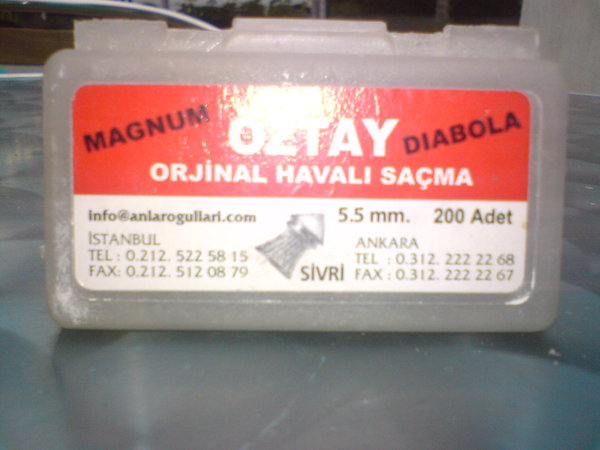 MAGNUM ÖZTAY DIABOLA
ORJİNAL HAVALI SAÇMA
info@anlarogullari.com
5.5 mm. 200 Adet
İSTANBUL
TEL : 0.212. 522 58 15
FAX: 0.212. 512 08 79
SİVRİ
ANKARA
TEL : 0.312. 222 22 68
FAX : 0.312. 222 22 67